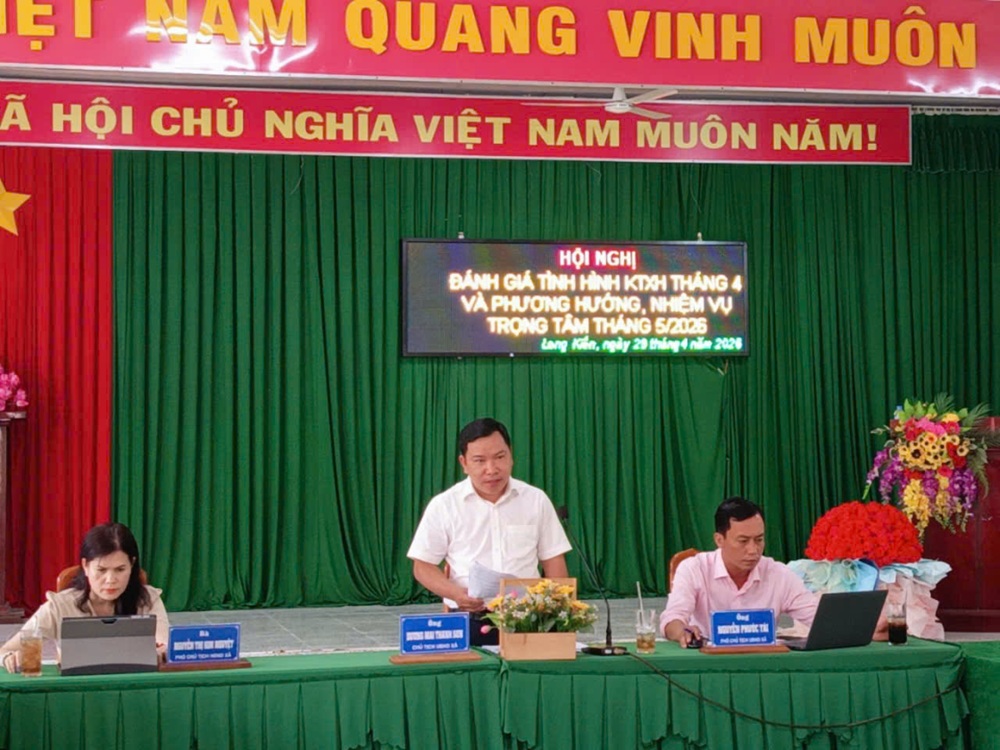 IỆT NAM QUANG VINH MUÔN
Ã HỘI CHỦ NGHĨA VIỆT NAM MUÔN NĂM!
HỘI NGHỊ
ĐÁNH GIÁ TÌNH HÌNH KTXH THÁNG 4
VÀ PHƯƠNG HƯỚNG, NHIỆM VỤ
TRỌNG TÂM THÁNG 5/2026
Long Kiến, ngày 29 tháng 4 năm 2026
Bà
NGUYỄN THỊ KIM NGUYỆT
PHÓ CHỦ TỊCH HĐND XÃ
Ông
DƯƠNG MAI THANH SƠN
CHỦ TỊCH UBND XÃ
Ông
NGUYỄN PHƯỚC TÀI
PHÓ CHỦ TỊCH UBND XÃ